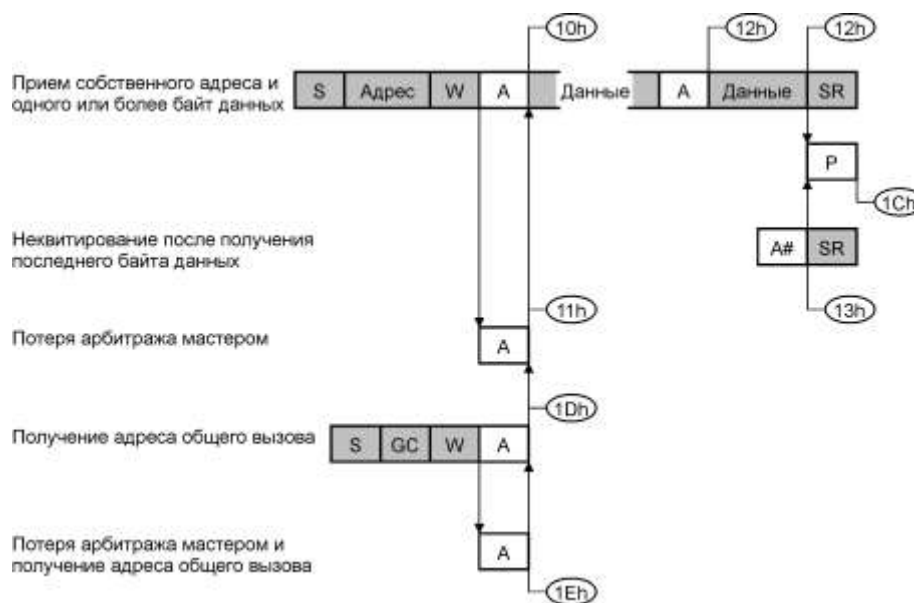 10h 12h 12h
Прием собственного адреса и
одного или более байт данных
S Адрес W A Данные A Данные SR
P
1Ch
Неквитирование после получения
последнего байта данных
A# SR
11h 13h
Потеря арбитража мастером
A
1Dh
Получение адреса общего вызова
S GC W A
Потеря арбитража мастером и
получение адреса общего вызова
A
1Eh